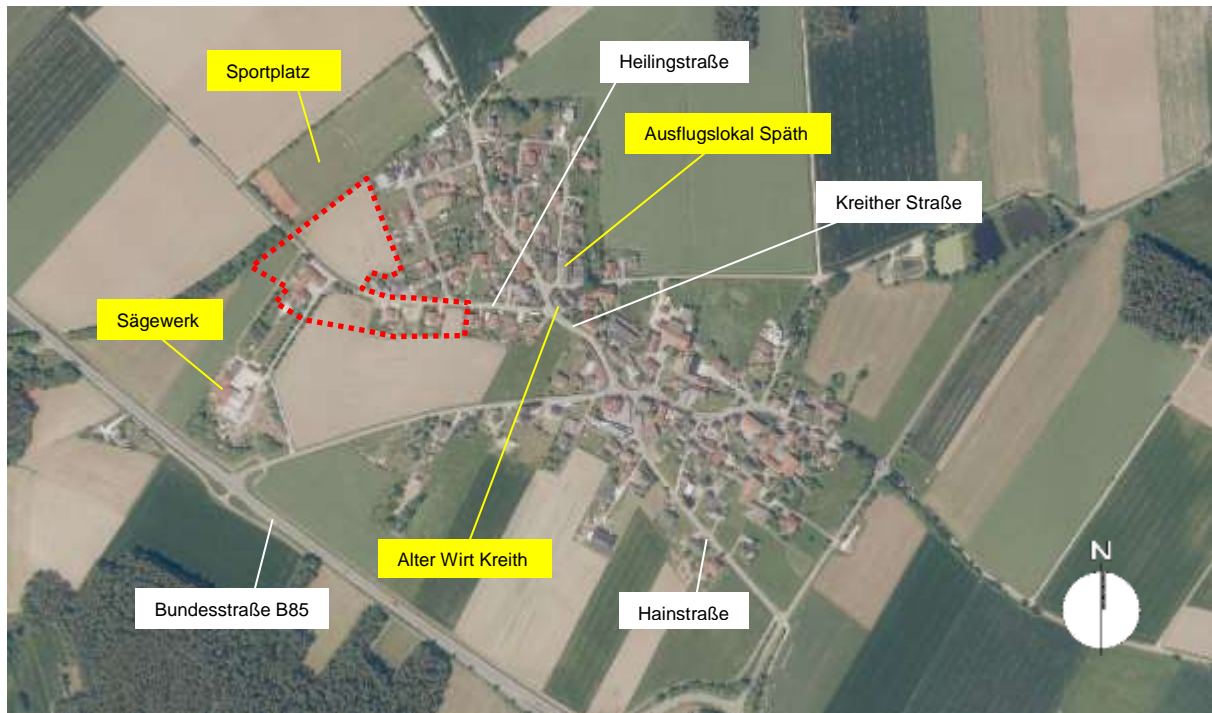 Heilingstraße
Sportplatz
Ausflugslokal Späth
Kreither Straße
Sägewerk
Alter Wirt Kreith
Bundesstraße B85
Hainstraße
N